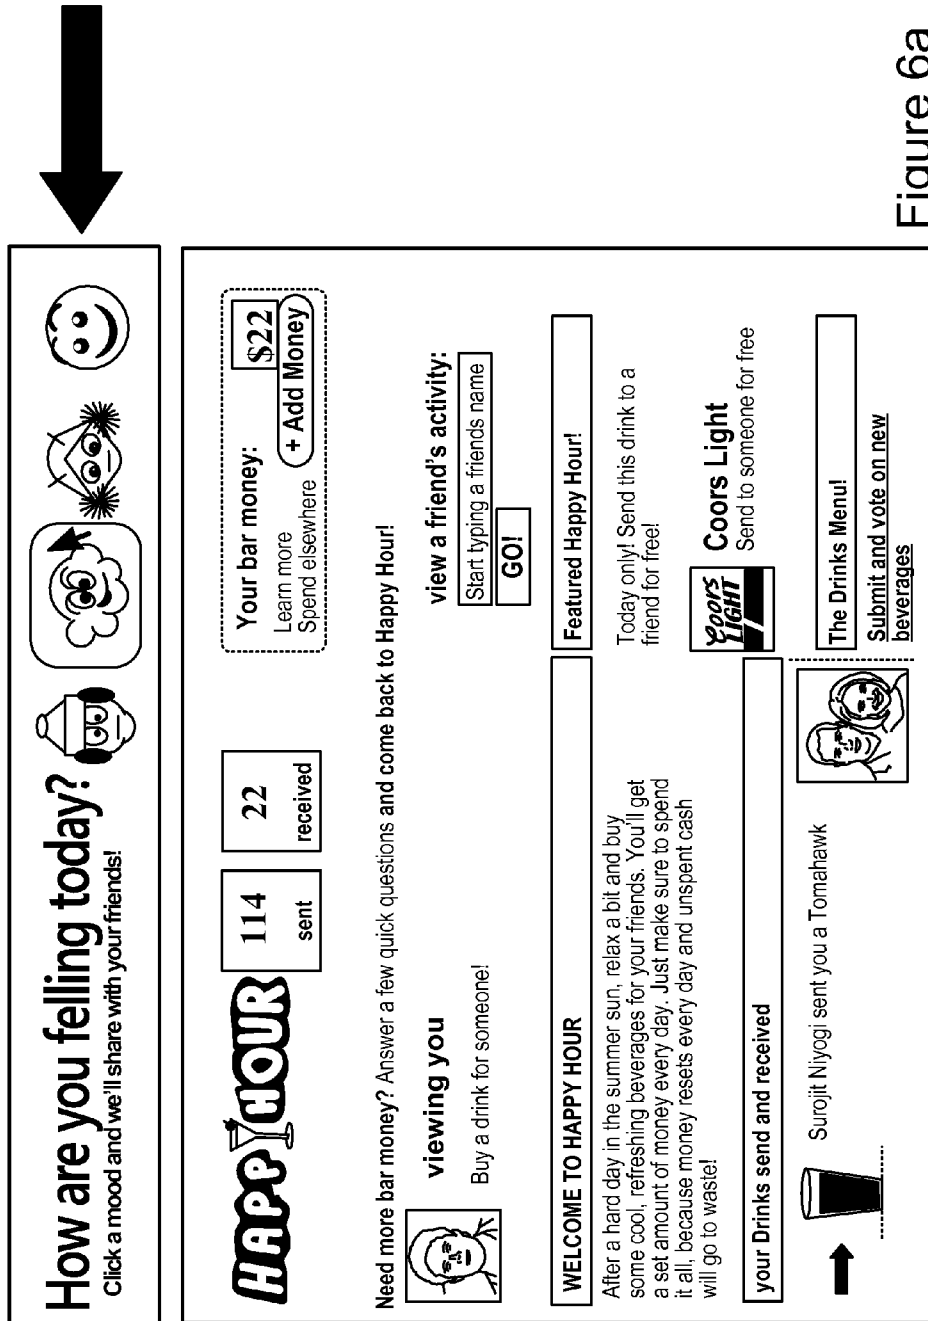 How are you felling today?
Click a mood and we'll share with your friends!
HAPPY HOUR
114
sent
22
received
Your bar money:
$22
Learn more
Spend elsewhere
+ Add Money
Need more bar money? Answer a few quick questions and come back to Happy Hour!
viewing you
Buy a drink for someone!
view a friend's activity:
Start typing a friends name
GO!
WELCOME TO HAPPY HOUR
After a hard day in the summer sun, relax a bit and buy
some cool, refreshing beverages for your friends. You'll get
a set amount of money every day. Just make sure to spend
it all, because money resets every day and unspent cash
will go to waste!
Featured Happy Hour!
Today only! Send this drink to a
friend for free!
Coors
LIGHT
Coors Light
Send to someone for free
your Drinks send and received
Surojit Niyogi sent you a Tomahawk
The Drinks Menu!
Submit and vote on new
beverages
Figure 6a